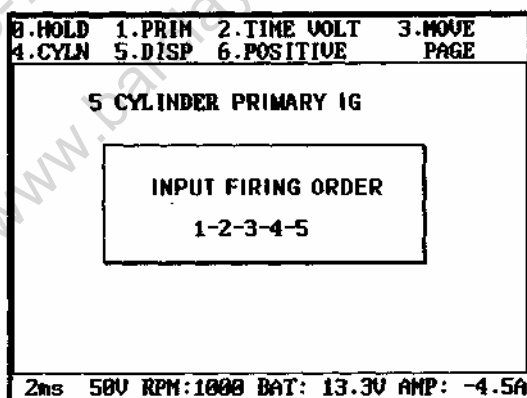 0.HOLD 1.PRIM 2.TIME VOLT 3.MOVE
4.CYLN 5.DISP 6.POSITIVE PAGE
5 CYLINDER PRIMARY IG
INPUT FIRING ORDER
1-2-3-4-5
2ms 50V RPM:1000 BAT: 13.3V AMP: -4.5A